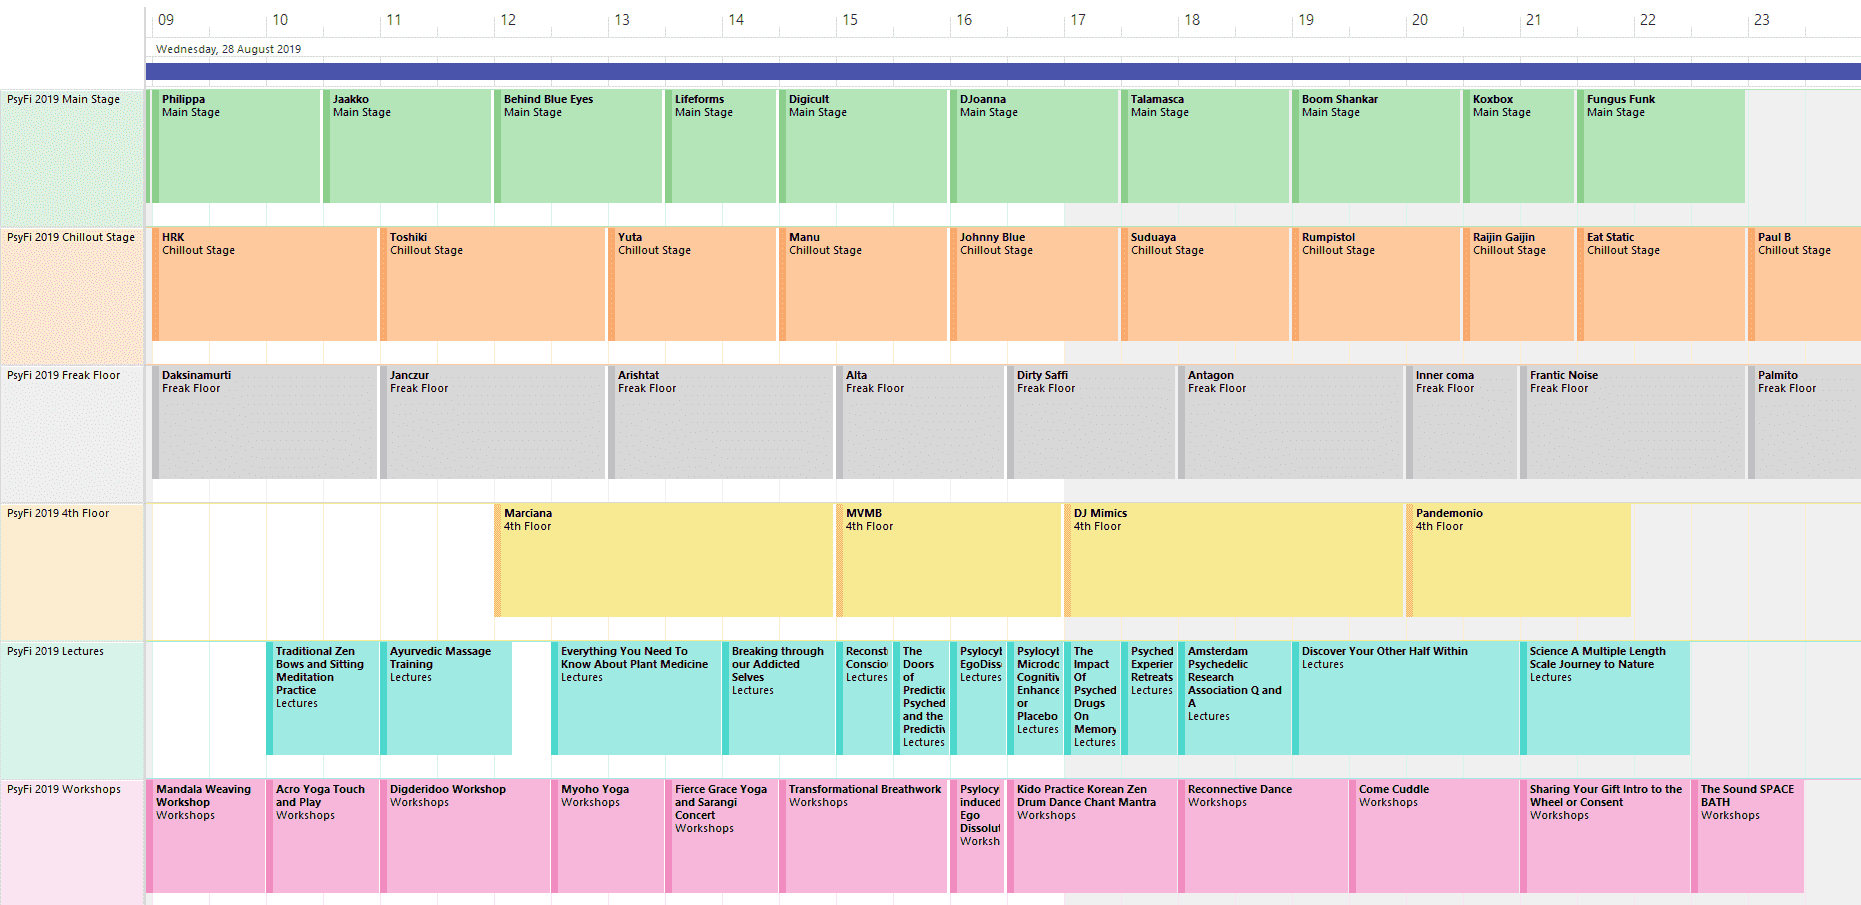 09 10 11 12 13 14 15 16 17 18 19 20 21 22 23
Wednesday, 28 August 2019
PsyFi 2019 Main Stage
Philippa
Main Stage
Jaakko
Main Stage
Behind Blue Eyes
Main Stage
Lifeforms
Main Stage
Digicult
Main Stage
DJoanna
Main Stage
Talamasca
Main Stage
Boom Shankar
Main Stage
Koxbox
Main Stage
Fungus Funk
Main Stage
PsyFi 2019 Chillout Stage
HRK
Chillout Stage
Toshiki
Chillout Stage
Yuta
Chillout Stage
Manu
Chillout Stage
Johnny Blue
Chillout Stage
Suduaya
Chillout Stage
Rumpistol
Chillout Stage
Raijin Gaijin
Chillout Stage
Eat Static
Chillout Stage
Paul B
Chillout Stage
PsyFi 2019 Freak Floor
Daksinamurti
Freak Floor
Janczur
Freak Floor
Arishtat
Freak Floor
Alta
Freak Floor
Dirty Saffi
Freak Floor
Antagon
Freak Floor
Inner coma
Freak Floor
Frantic Noise
Freak Floor
Palmito
Freak Floor
PsyFi 2019 4th Floor
Marciana
4th Floor
MVMB
4th Floor
DJ Mimics
4th Floor
Pandemonio
4th Floor
PsyFi 2019 Lectures
Traditional Zen
Bows and Sitting
Meditation
Practice
Lectures
Ayurvedic Massage
Training
Lectures
Everything You Need To
Know About Plant Medicine
Lectures
Breaking through
our Addicted
Selves
Lectures
Reconst
Consciou
Lectures
The
Doors
of
Predictic
Psyched
and the
Predictiv
Lectures
Psylocyb
EgoDiss
Lectures
Psylocyb
Microdo
Cognitiv
Enhance
or
Placebo
Lectures
The
Impact
Of
Psyched
Drugs
On
Memory
Lectures
Psyched
Experier
Retreats
Lectures
Amsterdam
Psychedelic
Research
Association Q and
A
Lectures
Discover Your Other Half Within
Lectures
Science A Multiple Length
Scale Journey to Nature
Lectures
PsyFi 2019 Workshops
Mandala Weaving
Workshop
Workshops
Acro Yoga Touch
and Play
Workshops
Digderidoo Workshop
Workshops
Myoho Yoga
Workshops
Fierce Grace Yoga
and Sarangi
Concert
Workshops
Transformational Breathwork
Workshops
Psylocy
induced
Ego
Dissolut
Worksh
Kido Practice Korean Zen
Drum Dance Chant Mantra
Workshops
Reconnective Dance
Workshops
Come Cuddle
Workshops
Sharing Your Gift Intro to the
Wheel or Consent
Workshops
The Sound SPACE
BATH
Workshops